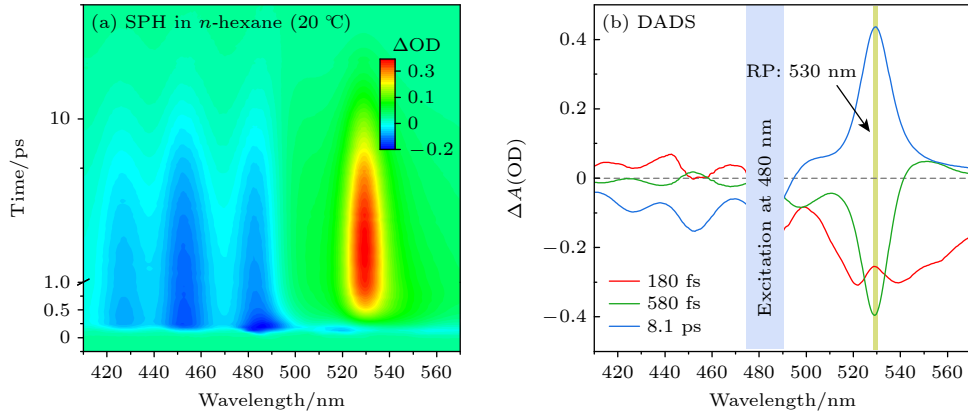 (a) SPH in n-hexane (20 ℃)
ΔOD
0.3
0.1
0
−0.2
10
1.0
0.5
0
Time/ps
420 440 460 480 500 520 540 560
Wavelength/nm
(b) DADS
RP: 530 nm
Excitation at 480 nm
180 fs
580 fs
8.1 ps
0.4
0.2
0
−0.2
−0.4
ΔA(OD)
420 440 460 480 500 520 540 560
Wavelength/nm